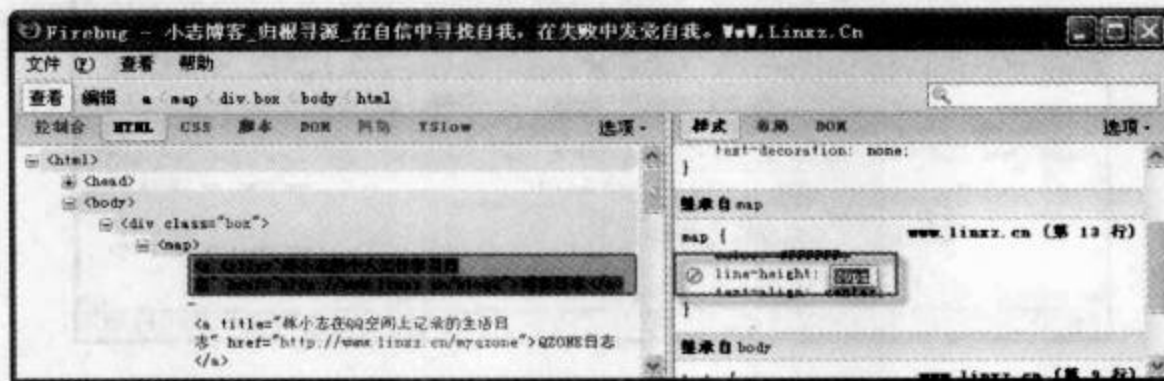 Firebug - 小志博客_归根寻源_在自信中寻找自我，在失败中发觉自我。WwW.Linxz.Cn
文件 (F) 查看 帮助
查看 编辑 a < map < div.box < body < html
控制台 HTML CSS 脚本 DOM 网络 YSlow 选项
样式 布局 DOM 选项
<html>
<head>
<body>
<div class="box">
<map>
<a title="林小志在QQ空间上记录的生活日
志" href="http://www.linxz.cn/myqzone">QZONE日志
</a>
text-decoration: none;
}
继承自 map
map { www.linxz.cn (第 13 行)
line-height:
text-align: center;
}
继承自 body
www.linxz.cn (第 9 行)